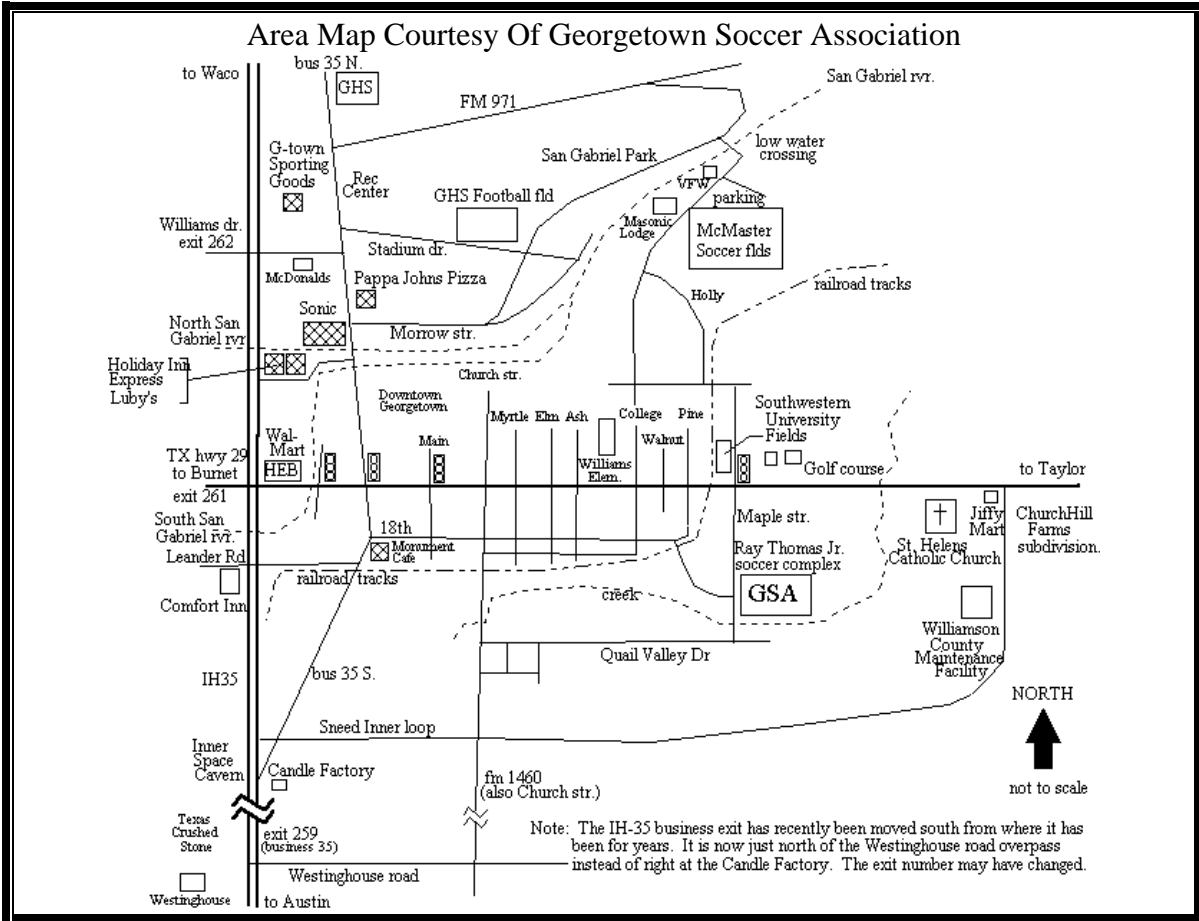 Area Map Courtesy Of Georgetown Soccer Association
bus 35 N.
to Waco
GHS
San Gabriel rvr.
FM 971
G-town
Sporting
Goods
Rec
Center
San Gabriel Park
low water
crossing
VFW
parking
GHS Football fld
Masonic
Lodge
McMaster
Soccer flds
Williams dr.
exit 262
Stadium dr.
McDonalds
Pappa Johns Pizza
railroad tracks
Holly
Sonic
North San
Gabriel rvr
Morrow str.
Holiday Inn
Express
Luby's
Church str.
Downtown
Georgetown
Myrtle
Elm
Ash
College
Pine
Southwestern
University
Fields
Wal-
Mart
HEB
Main
Walnut
Williams
Elem.
Golf course
TX hwy 29
to Burnet
to Taylor
exit 261
South San
Gabriel rvr.
18th
Maple str.
Jiffy
Mart
ChurchHill
Farms
subdivision.
Leander Rd
Monument
Cafe
Ray Thomas Jr.
soccer complex
St. Helens
Catholic Church
railroad tracks
Comfort Inn
creek
GSA
Williamson
County
Maintenance
Facility
Quail Valley Dr
IH35
bus 35 S.
NORTH
Sneed Inner loop
Inner
Space
Cavern
Candle Factory
fm 1460
(also Church str.)
not to scale
Texas
Crushed
Stone
exit 259
(business 35)
Note: The IH-35 business exit has recently been moved south from where it has
been for years. It is now just north of the Westinghouse road overpass
instead of right at the Candle Factory. The exit number may have changed.
Westinghouse road
Westinghouse
to Austin